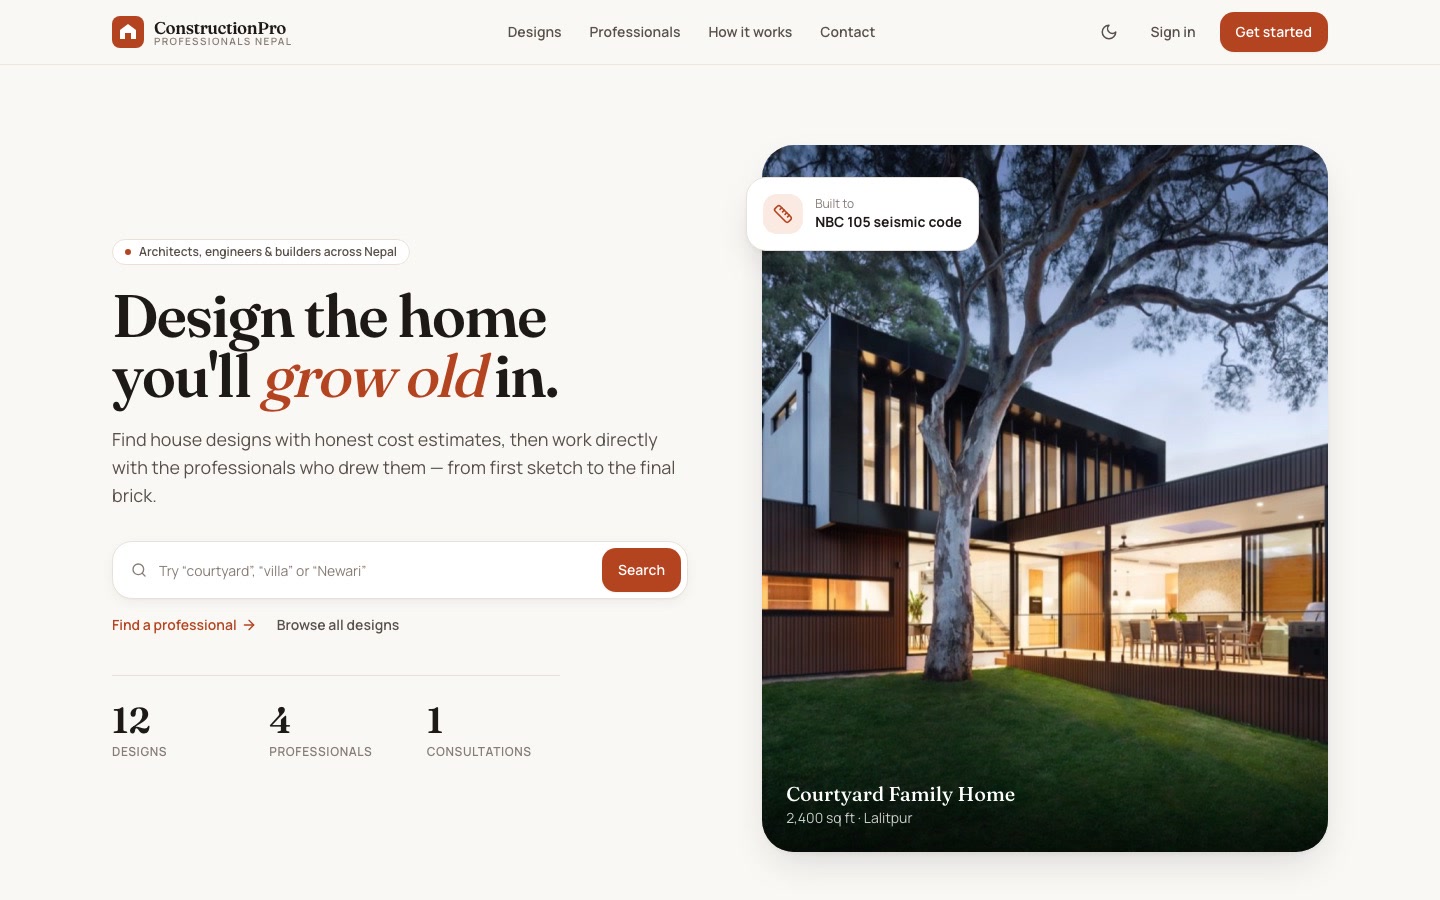 ConstructionPro
PROFESSIONALS NEPAL
Designs
Professionals
How it works
Contact
Sign in
Get started
Architects, engineers & builders across Nepal
Design the home
you'll grow old in.
Find house designs with honest cost estimates, then work directly
with the professionals who drew them — from first sketch to the final
brick.
Try “courtyard”, “villa” or “Newari”
Search
Find a professional →
Browse all designs
12
DESIGNS
4
PROFESSIONALS
1
CONSULTATIONS
Built to
NBC 105 seismic code
Courtyard Family Home
2,400 sq ft · Lalitpur